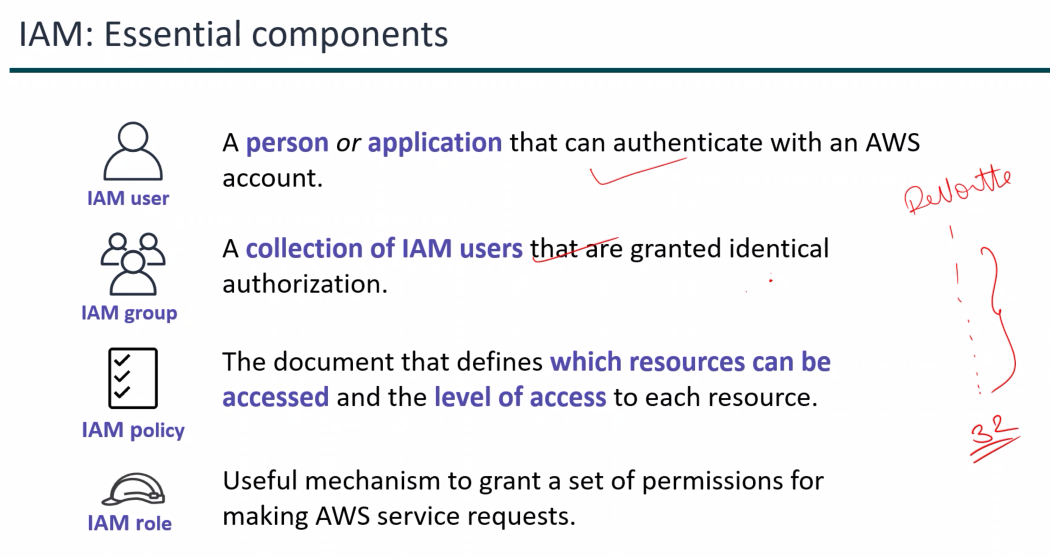 IAM: Essential components
A person or application that can authenticate with an AWS
account.
IAM user
A collection of IAM users that are granted identical
authorization.
IAM group
The document that defines which resources can be
accessed and the level of access to each resource.
IAM policy
Useful mechanism to grant a set of permissions for
making AWS service requests.
IAM role
32